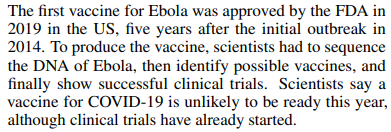 The first vaccine for Ebola was approved by the FDA in
2019 in the US, five years after the initial outbreak in
2014. To produce the vaccine, scientists had to sequence
the DNA of Ebola, then identify possible vaccines, and
finally show successful clinical trials. Scientists say a
vaccine for COVID-19 is unlikely to be ready this year,
although clinical trials have already started.